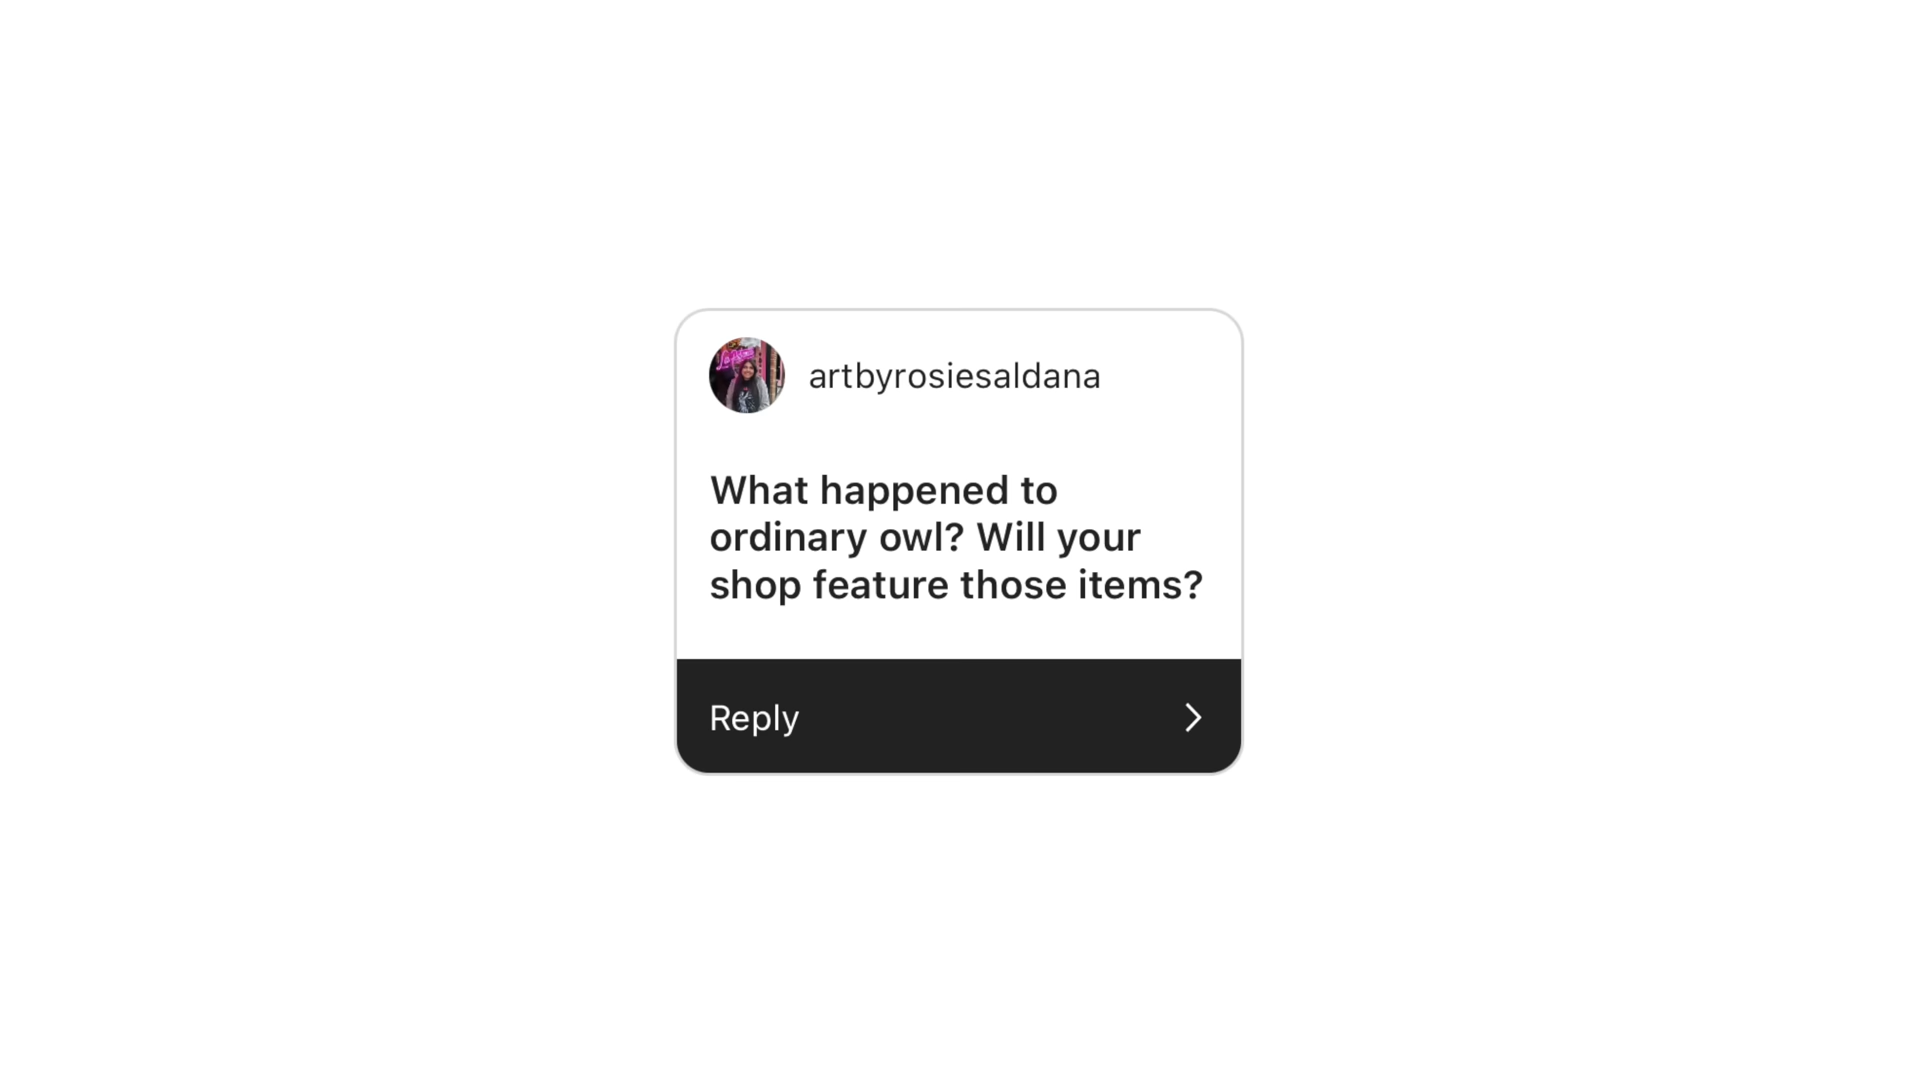 artbyrosiesaldana
What happened to
ordinary owl? Will your
shop feature those items?
Reply